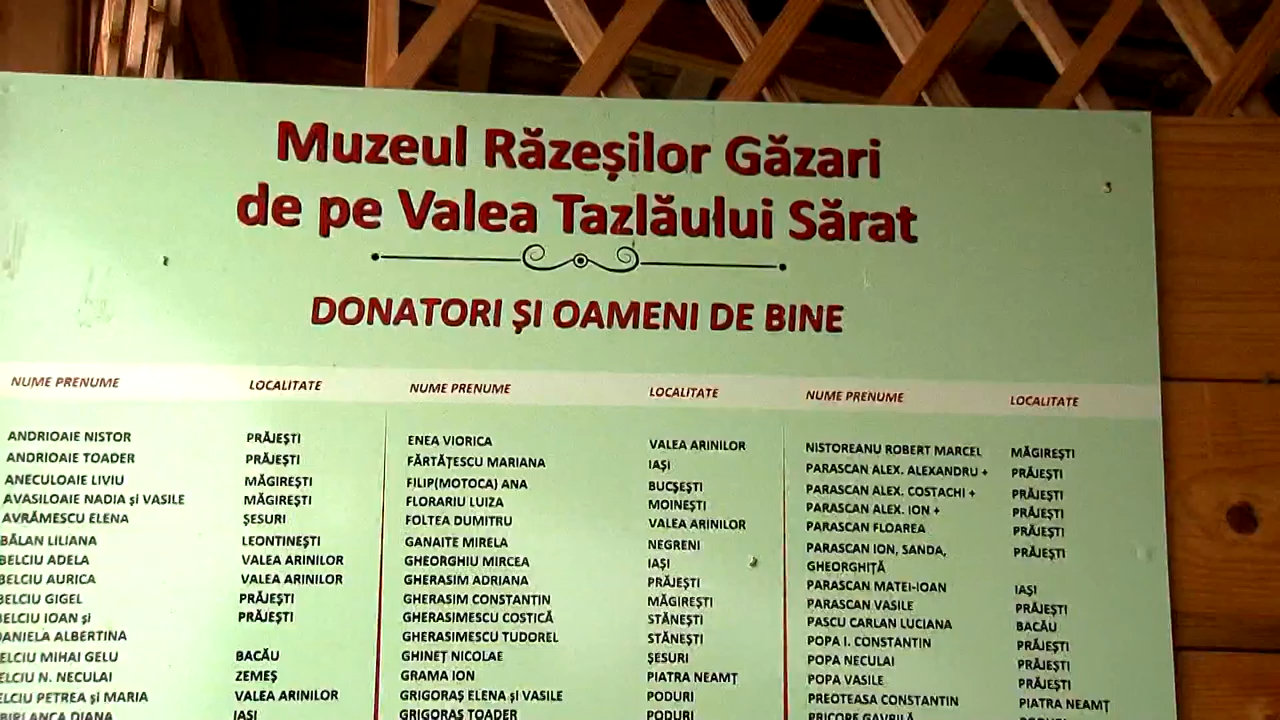 Muzeul Răzeșilor Găzari
de pe Valea Tazlăului Sărat
DONATORI ȘI OAMENI DE BINE
NUME PRENUME LOCALITATE NUME PRENUME LOCALITATE NUME PRENUME LOCALITATE
ANDRIOAIE NISTOR PRĂJEȘTI
ANDRIOAIE TOADER PRĂJEȘTI
ANECULOAIE LIVIU MĂGIREȘTI
AVASILOAIE NADIA și VASILE MĂGIREȘTI
AVRĂMESCU ELENA ȘESURI
BĂLAN LILIANA LEONTINEȘTI
BELCIU ADELA VALEA ARINILOR
BELCIU AURICA VALEA ARINILOR
BELCIU GIGEL PRĂJEȘTI
BELCIU IOAN și PRĂJEȘTI
DANIELA ALBERTINA
ELCIU MIHAI GELU BACĂU
ELCIU N. NECULAI ZEMEȘ
ELCIU PETREA și MARIA VALEA ARINILOR
BIRLANCA DIANA IAȘI
ENEA VIORICA VALEA ARINILOR
FĂRTĂȚESCU MARIANA IAȘI
FILIP(MOTOCA) ANA BUCȘEȘTI
FLORARIU LUIZA MOINEȘTI
FOLTEA DUMITRU VALEA ARINILOR
GANAITE MIRELA NEGRENI
GHEORGHIU MIRCEA IAȘI
GHERASIM ADRIANA PRĂJEȘTI
GHERASIM CONSTANTIN MĂGIREȘTI
GHERASIMESCU COSTICĂ STĂNEȘTI
GHERASIMESCU TUDOREL STĂNEȘTI
GHINEȚ NICOLAE ȘESURI
GRAMA ION PIATRA NEAMȚ
GRIGORAȘ ELENA și VASILE PODURI
GRIGORAȘ TOADER PODURI
NISTOREANU ROBERT MARCEL MĂGIREȘTI
PARASCAN ALEX. ALEXANDRU + PRĂJEȘTI
PARASCAN ALEX. COSTACHI + PRĂJEȘTI
PARASCAN ALEX. ION + PRĂJEȘTI
PARASCAN FLOAREA PRĂJEȘTI
PARASCAN ION, SANDA, PRĂJEȘTI
GHEORGHIȚĂ
PARASCAN MATEI-IOAN IAȘI
PARASCAN VASILE PRĂJEȘTI
PASCU CARLAN LUCIANA BACĂU
POPA I. CONSTANTIN PRĂJEȘTI
POPA NECULAI PRĂJEȘTI
POPA VASILE PRĂJEȘTI
PREOTEASA CONSTANTIN PIATRA NEAMȚ
PRICOPE GAVRILĂ